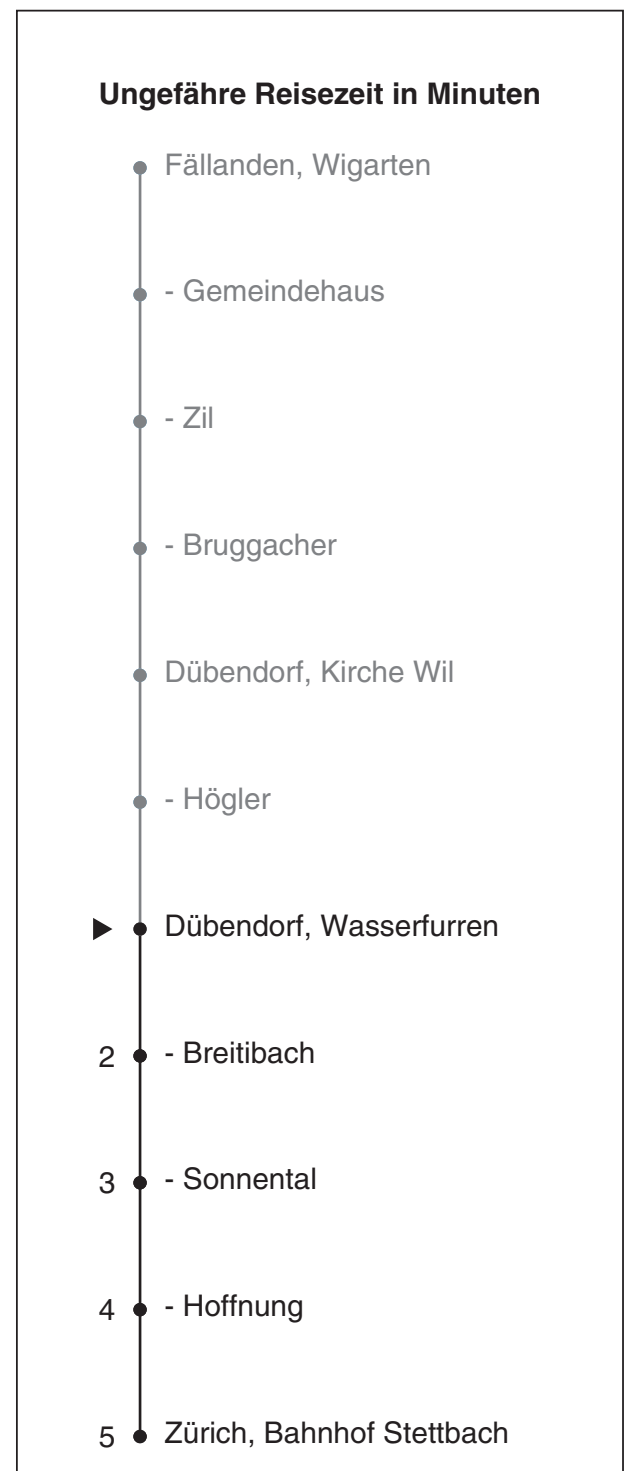 Ungefähre Reisezeit in Minuten
Fällanden, Wigarten
- Gemeindehaus
- Zil
- Bruggacher
Dübendorf, Kirche Wil
- Högler
Dübendorf, Wasserfurren
2 - Breitibach
3 - Sonnental
4 - Hoffnung
5 Zürich, Bahnhof Stettbach